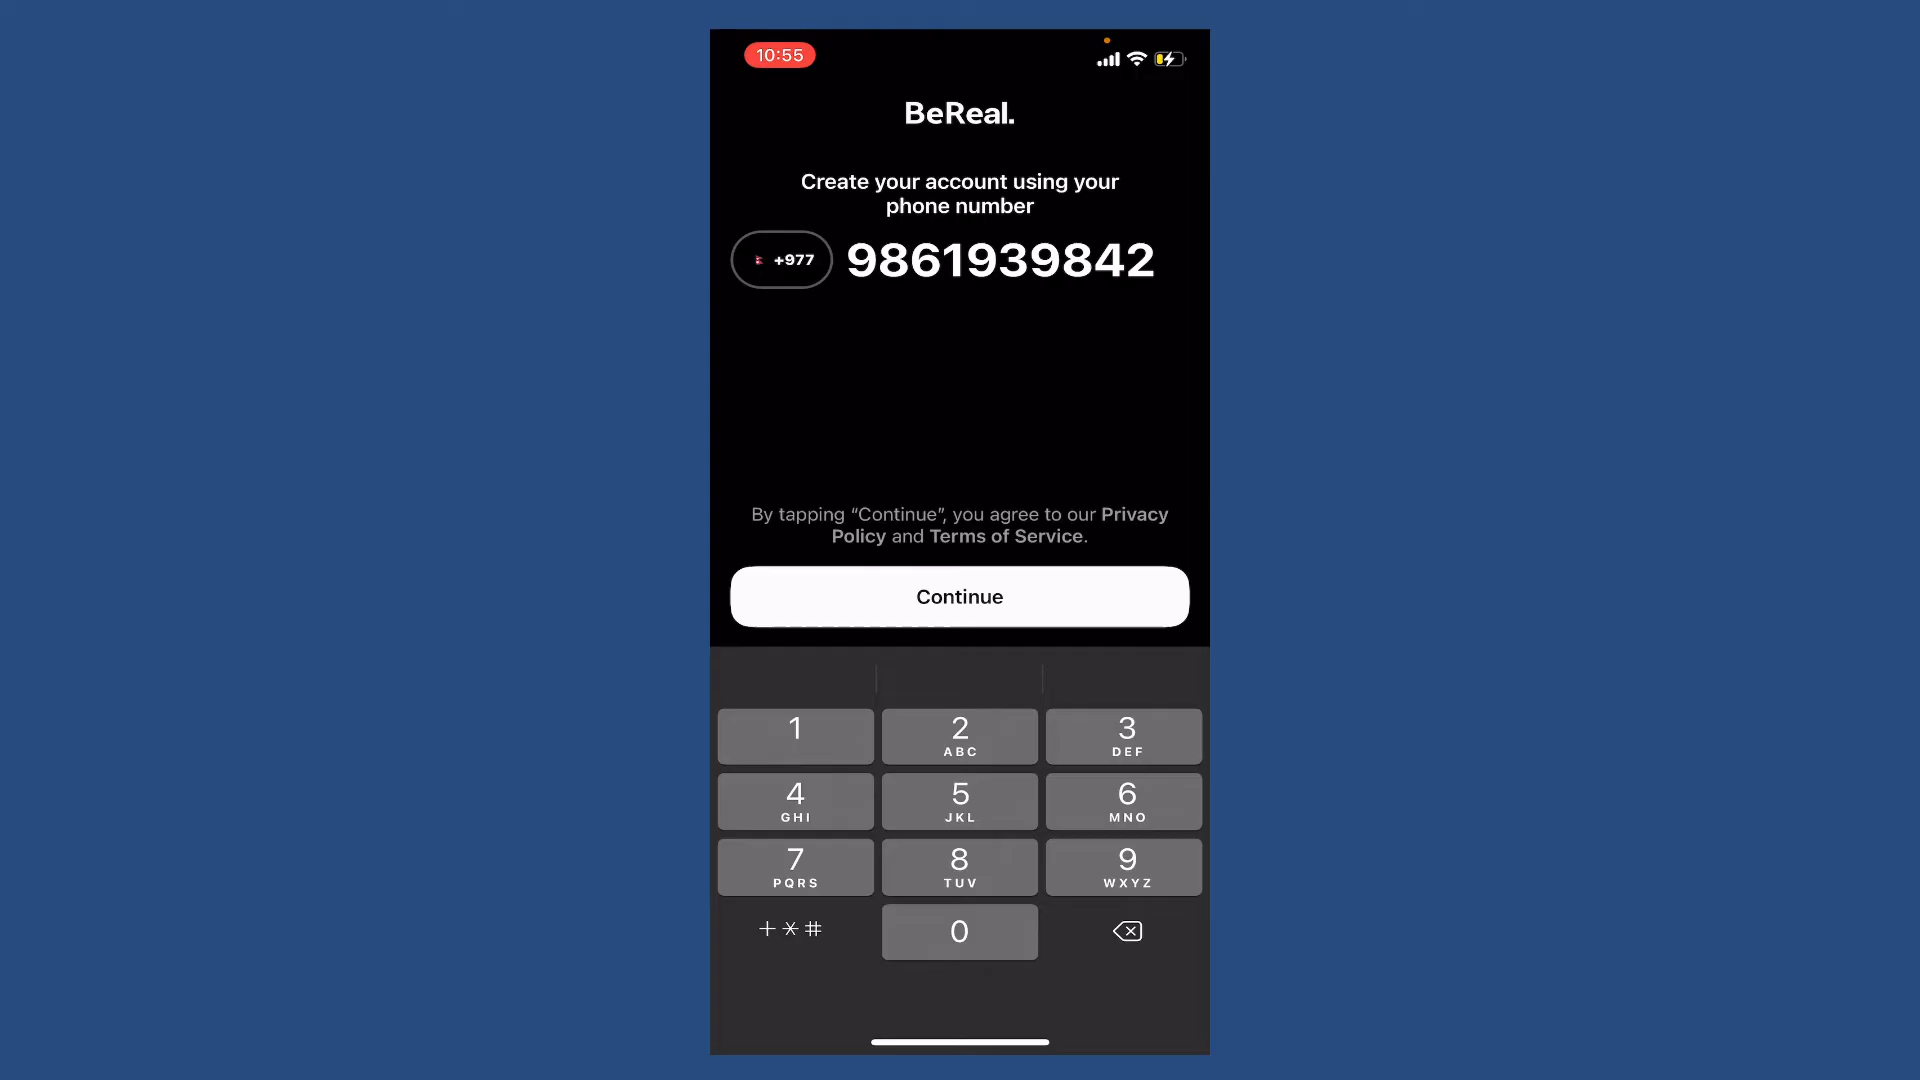 10:55
BeReal.
Create your account using your
phone number
+977 9861939842
By tapping “Continue”, you agree to our Privacy
Policy and Terms of Service.
Continue
1 2 3
ABC DEF
4 5 6
GHI JKL MNO
7 8 9
PQRS TUV WXYZ
+*# 0